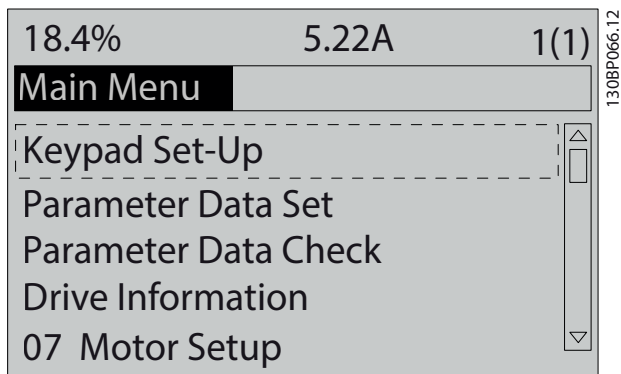 18.4% 5.22A 1(1)
Main Menu
Keypad Set-Up
Parameter Data Set
Parameter Data Check
Drive Information
07 Motor Setup
130BP066.12